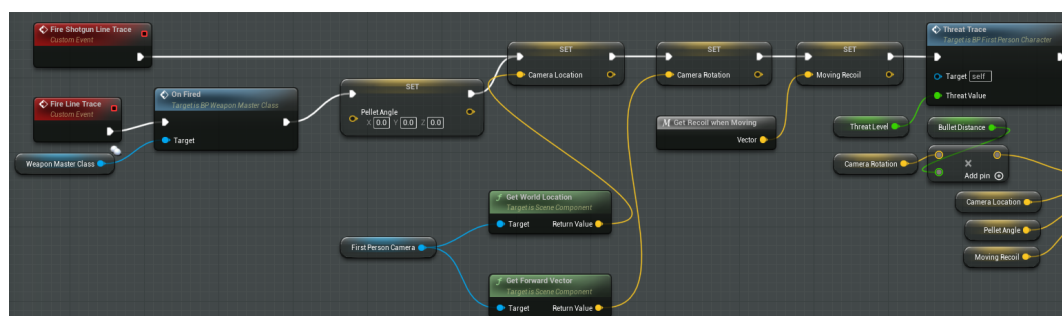 Fire Shotgun Line Trace
Custom Event
SET
Camera Location
SET
Camera Rotation
SET
Moving Recoil
Threat Trace
Target is BP First Person Character
Target self
Threat Value
Fire Line Trace
Custom Event
On Fired
Target is BP Weapon Master Class
Target
SET
Pellet Angle
X 0.0 Y 0.0 Z 0.0
Weapon Master Class
M Get Recoil when Moving
Vector
Threat Level
Bullet Distance
Camera Rotation
Add pin
Camera Location
Pellet Angle
Moving Recoil
f Get World Location
Target is Scene Component
Target Return Value
First Person Camera
f Get Forward Vector
Target is Scene Component
Target Return Value